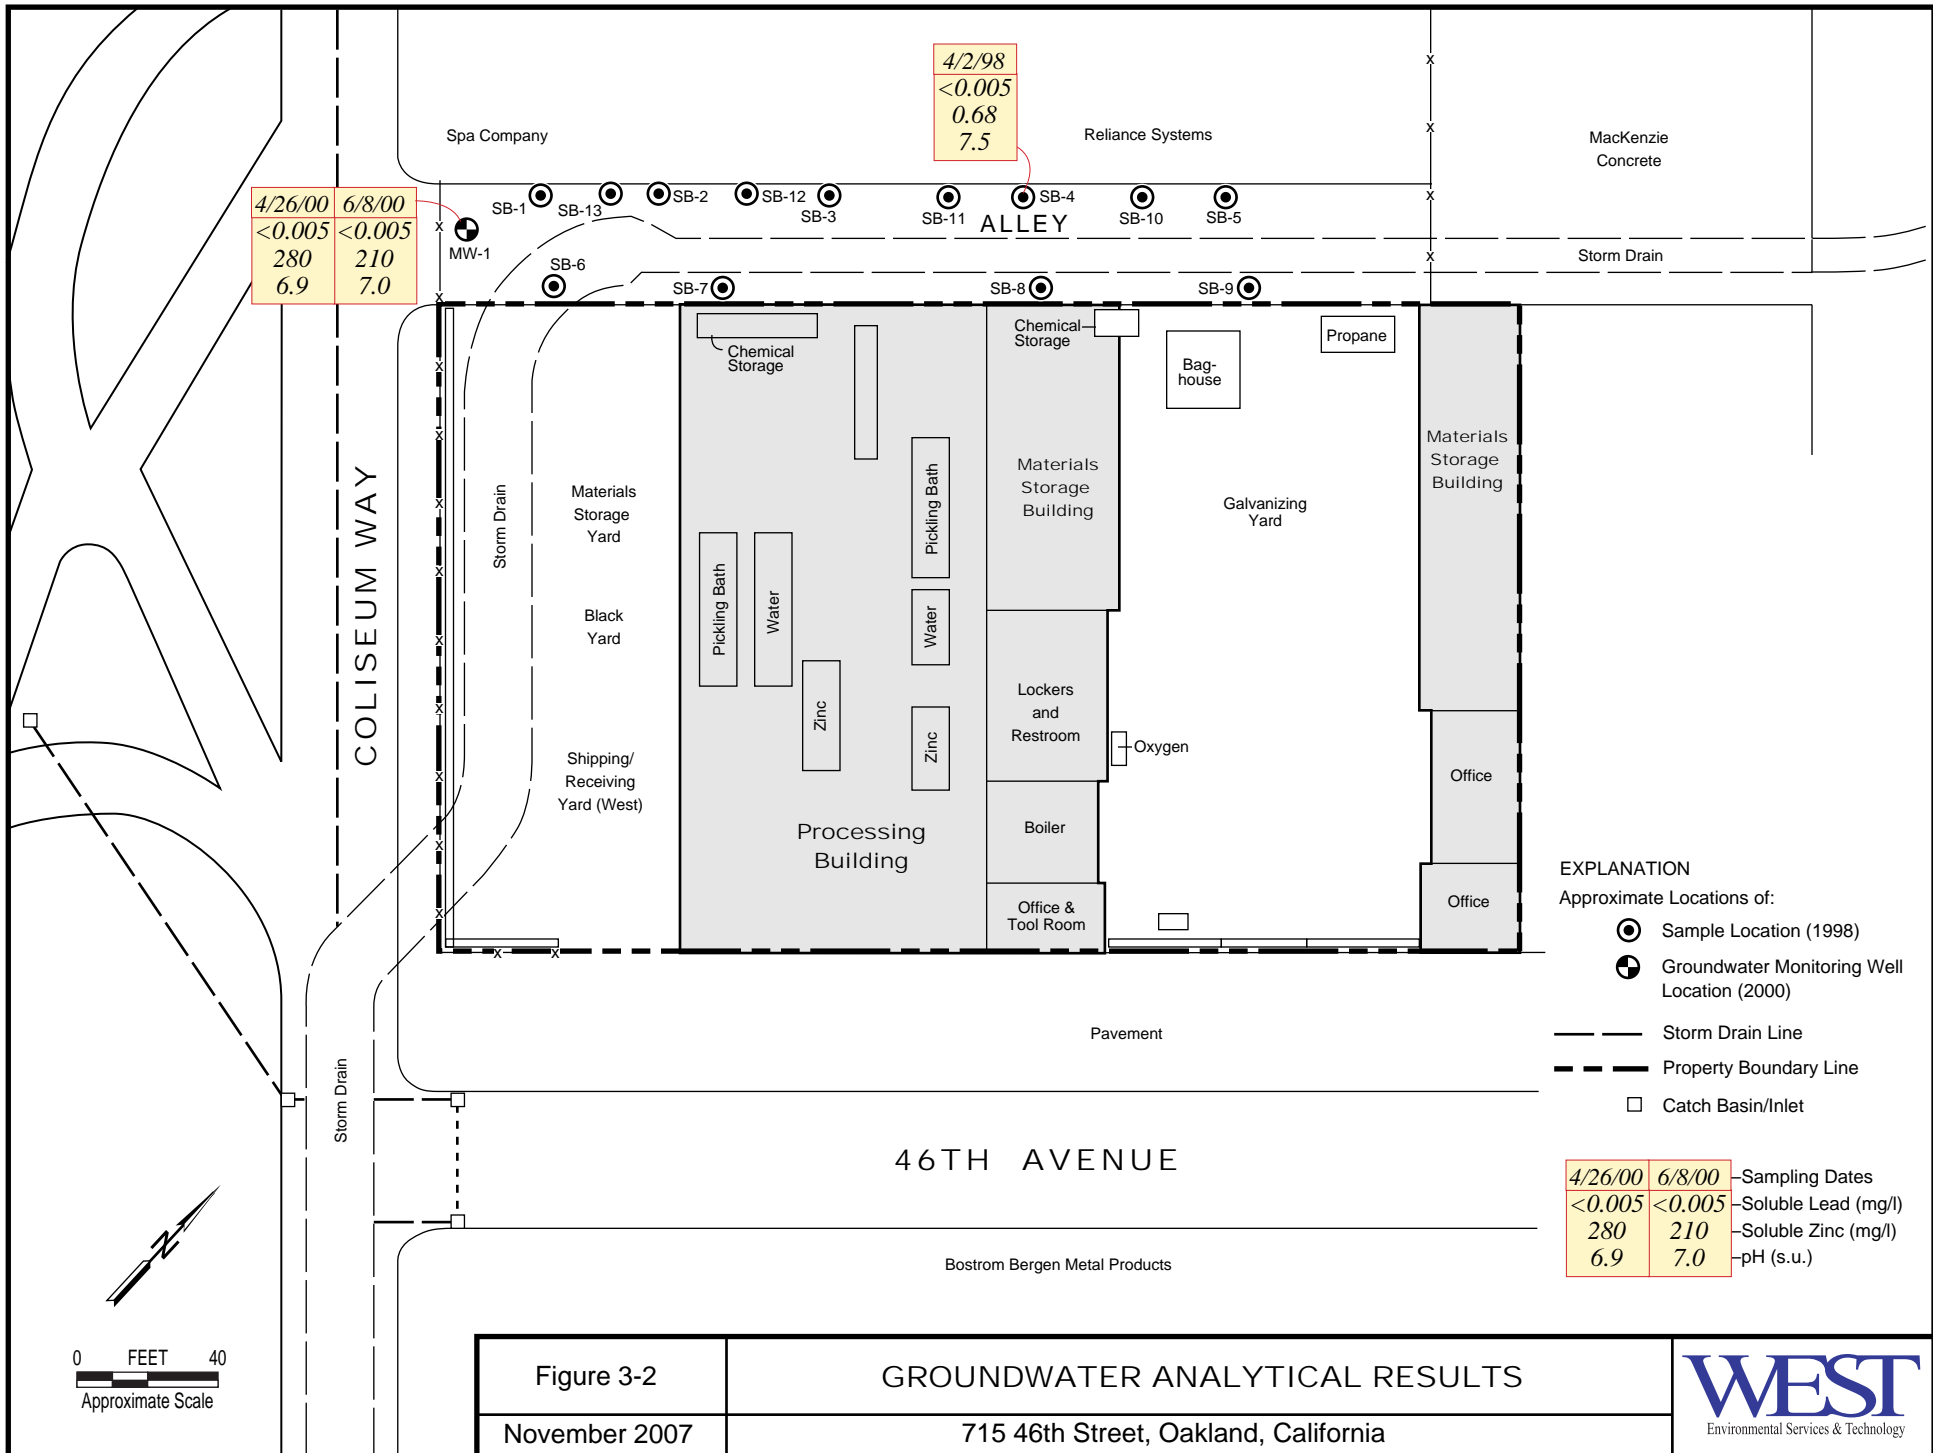 4/2/98
<0.005
0.68
7.5
Spa Company
Reliance Systems
MacKenzie
Concrete
4/26/00 6/8/00
<0.005 <0.005
280 210
6.9 7.0
MW-1
SB-1
SB-13
SB-2
SB-12
SB-3
SB-11
SB-4
SB-10
SB-5
ALLEY
Storm Drain
SB-6
SB-7
SB-8
SB-9
Chemical
Storage
Chemical
Storage
Bag-
house
Propane
COLISEUM WAY
Storm Drain
Materials
Storage
Yard
Black
Yard
Shipping/
Receiving
Yard (West)
Pickling Bath
Water
Zinc
Pickling Bath
Water
Zinc
Processing
Building
Materials
Storage
Building
Lockers
and
Restroom
Oxygen
Boiler
Office &
Tool Room
Galvanizing
Yard
Materials
Storage
Building
Office
Office
Storm Drain
Pavement
46TH AVENUE
Bostrom Bergen Metal Products
EXPLANATION
Approximate Locations of:
Sample Location (1998)
Groundwater Monitoring Well
Location (2000)
Storm Drain Line
Property Boundary Line
Catch Basin/Inlet
4/26/00 6/8/00 Sampling Dates
<0.005 <0.005 Soluble Lead (mg/l)
280 210 Soluble Zinc (mg/l)
6.9 7.0 pH (s.u.)
N
0 FEET 40
Approximate Scale
Figure 3-2
GROUNDWATER ANALYTICAL RESULTS
November 2007
715 46th Street, Oakland, California
WEST
Environmental Services & Technology